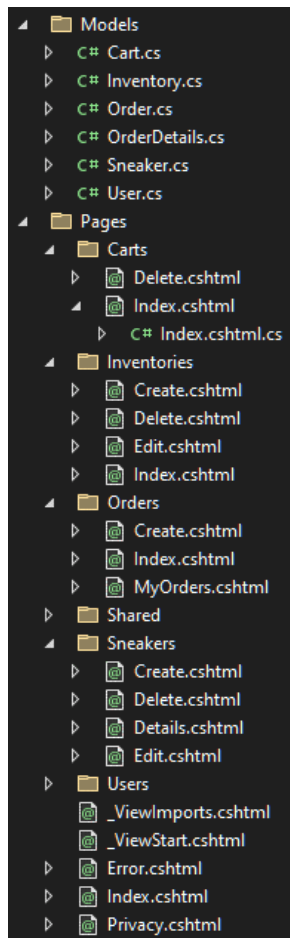 Models
C# Cart.cs
C# Inventory.cs
C# Order.cs
C# OrderDetails.cs
C# Sneaker.cs
C# User.cs
Pages
Carts
@ Delete.cshtml
@ Index.cshtml
C# Index.cshtml.cs
Inventories
@ Create.cshtml
@ Delete.cshtml
@ Edit.cshtml
@ Index.cshtml
Orders
@ Create.cshtml
@ Index.cshtml
@ MyOrders.cshtml
Shared
Sneakers
@ Create.cshtml
@ Delete.cshtml
@ Details.cshtml
@ Edit.cshtml
Users
@ _ViewImports.cshtml
@ _ViewStart.cshtml
@ Error.cshtml
@ Index.cshtml
@ Privacy.cshtml